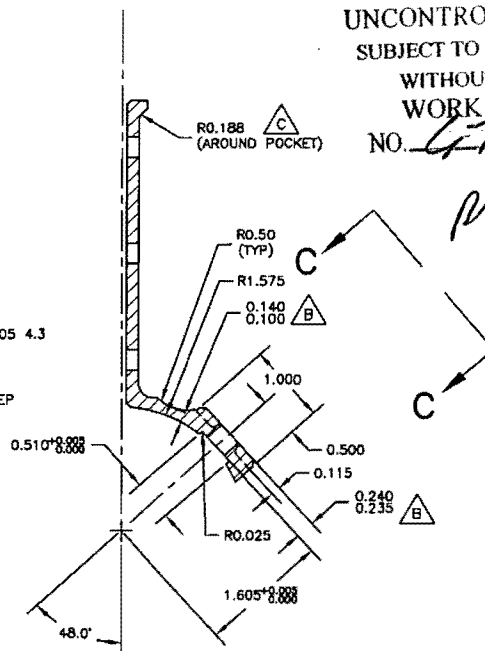 UNCONTRO
SUBJECT TO
WITHOU
WORK
NO.
R0.188 C
(AROUND POCKET)
R0.50
(TYP)
R1.575
0.140
0.100 B
C
C
05 4.3
EP
1.000
0.510+0.005
0.000
0.500
0.115
0.240
0.235 B
R0.025
1.605+0.005
0.000
48.0°